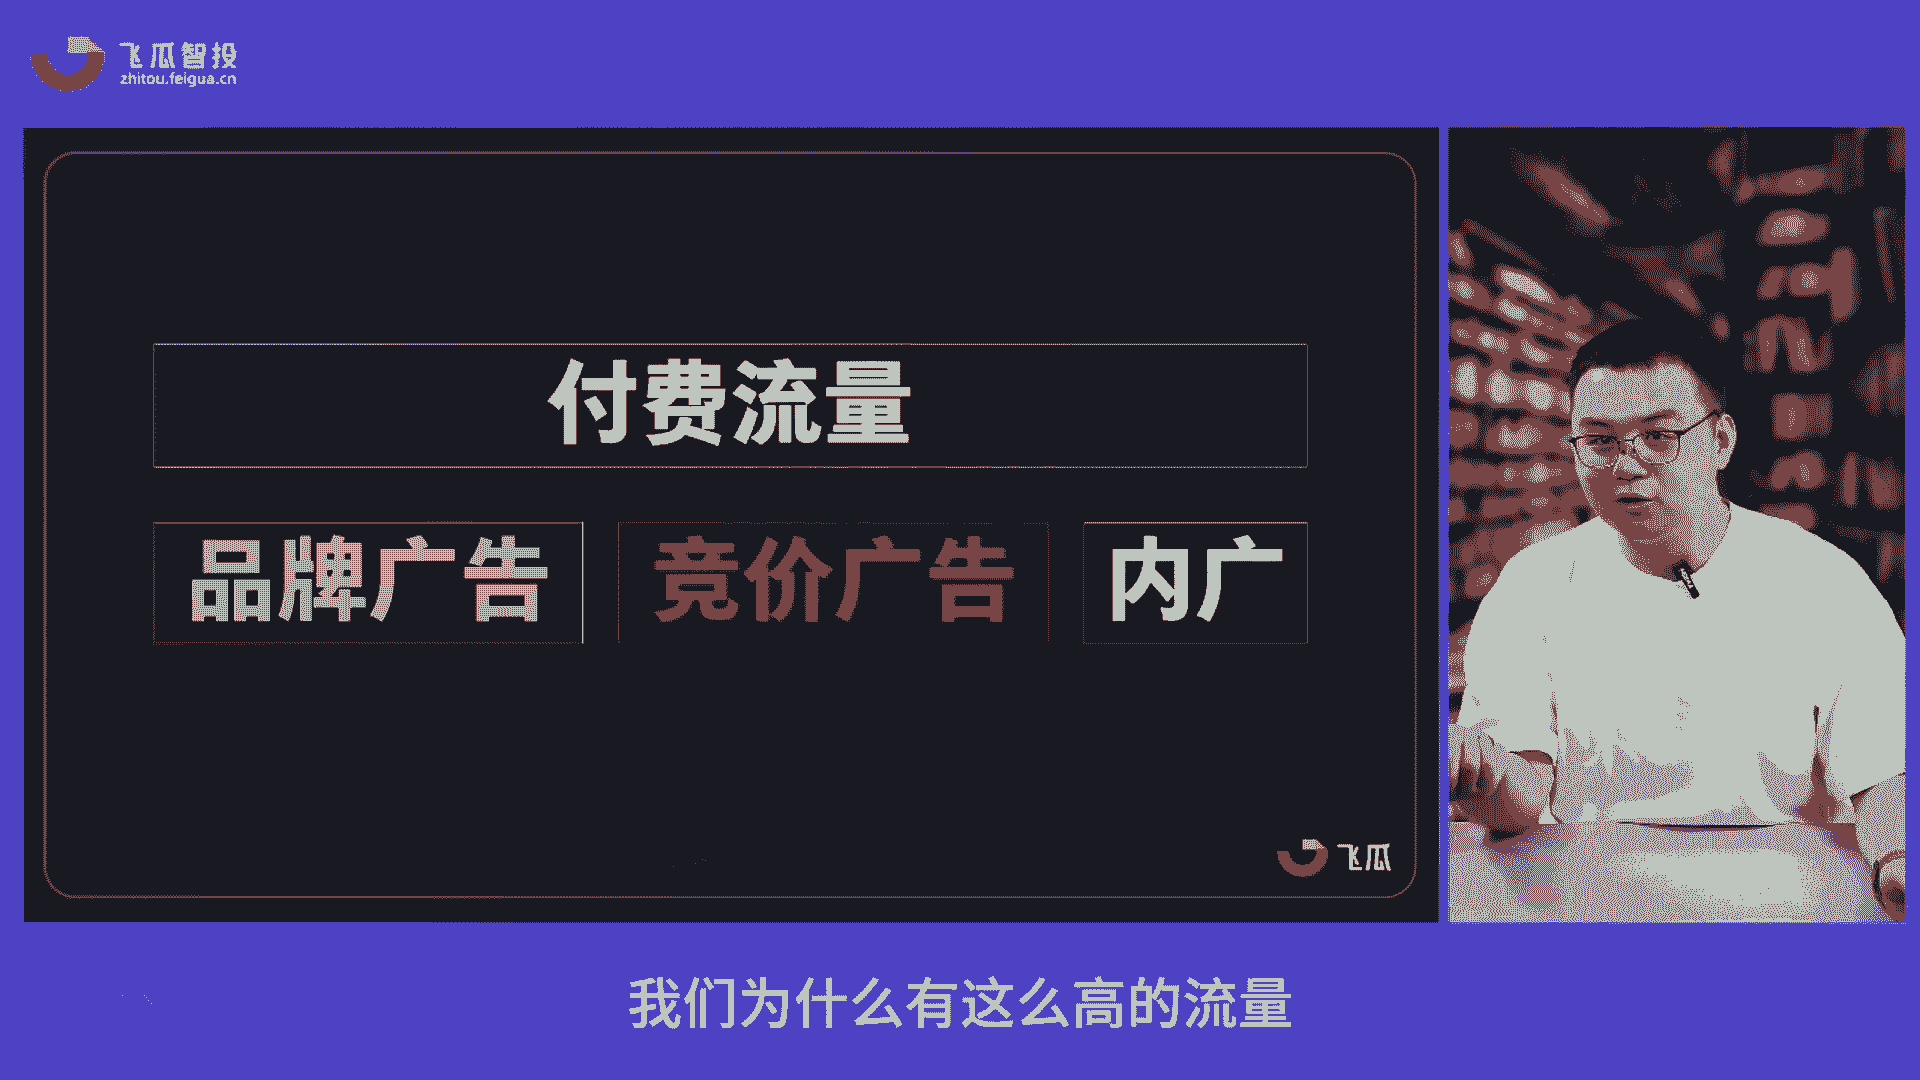 飞瓜智投
zhitou.feigua.cn
付费流量
品牌广告
竞价广告
内广
飞瓜
我们为什么有这么高的流量